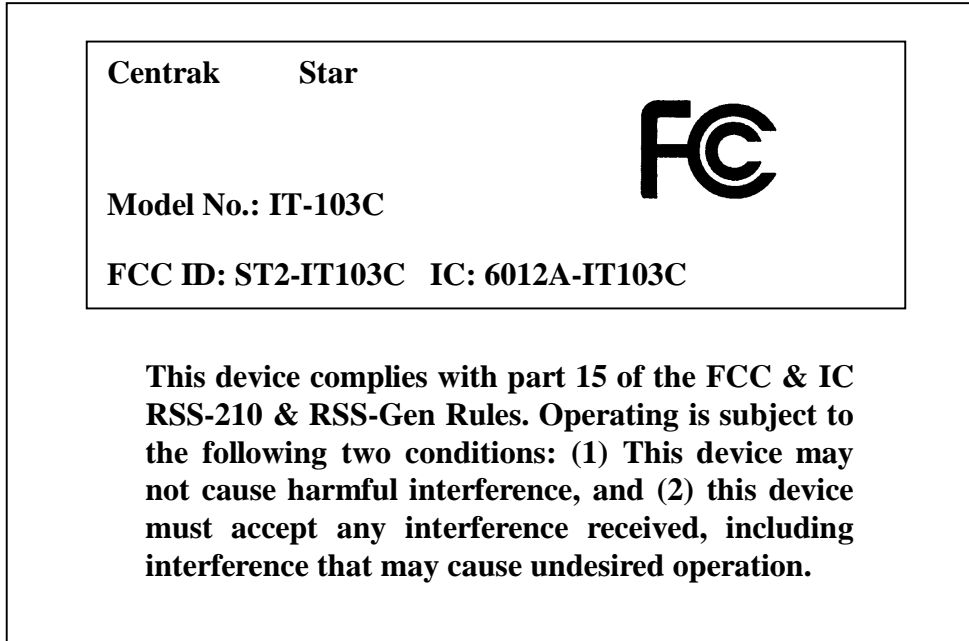 Centrak Star
FC
Model No.: IT-103C
FCC ID: ST2-IT103C IC: 6012A-IT103C
This device complies with part 15 of the FCC & IC
RSS-210 & RSS-Gen Rules. Operating is subject to
the following two conditions: (1) This device may
not cause harmful interference, and (2) this device
must accept any interference received, including
interference that may cause undesired operation.